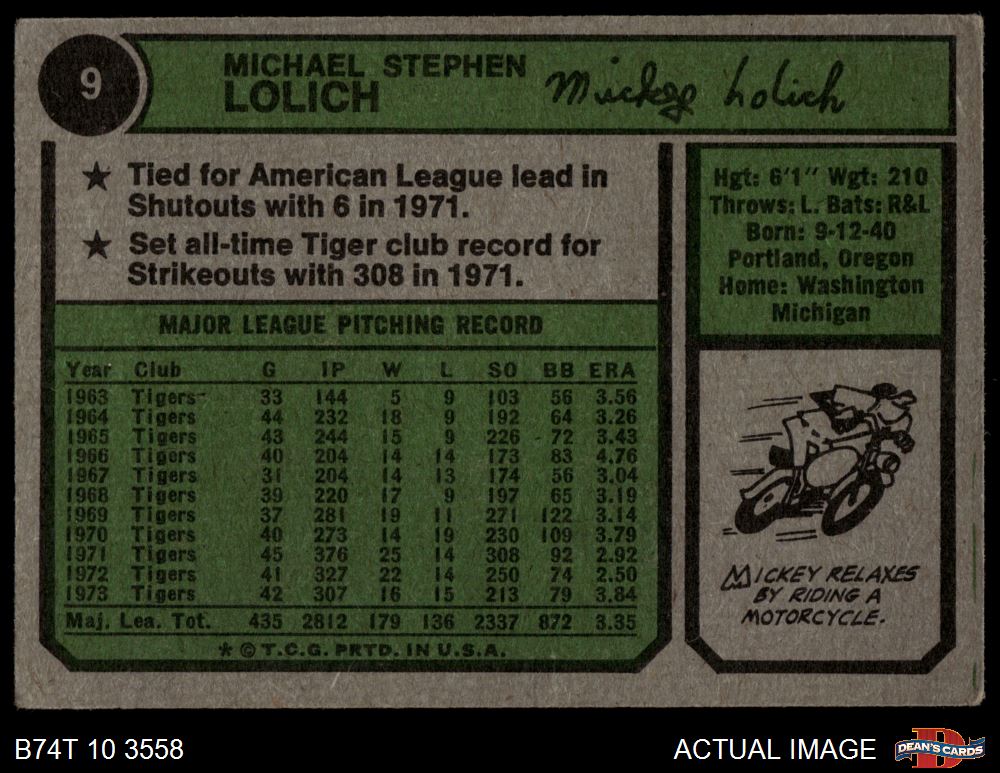 9
MICHAEL STEPHEN
LOLICH
Mickey Lolich
★ Tied for American League lead in
Shutouts with 6 in 1971.
★ Set all-time Tiger club record for
Strikeouts with 308 in 1971.
Hgt: 6'1" Wgt: 210
Throws: L. Bats: R&L
Born: 9-12-40
Portland, Oregon
Home: Washington
Michigan
MAJOR LEAGUE PITCHING RECORD
Year Club G IP W L SO BB ERA
1963 Tigers 33 144 5 9 103 56 3.56
1964 Tigers 44 232 18 9 192 64 3.26
1965 Tigers 43 244 15 9 226 72 3.43
1966 Tigers 40 204 14 14 173 83 4.76
1967 Tigers 31 204 14 13 174 56 3.04
1968 Tigers 39 220 17 9 197 65 3.19
1969 Tigers 37 281 19 11 271 122 3.14
1970 Tigers 40 273 14 19 230 109 3.79
1971 Tigers 45 376 25 14 308 92 2.92
1972 Tigers 41 327 22 14 250 74 2.50
1973 Tigers 42 307 16 15 213 79 3.84
Maj. Lea. Tot. 435 2812 179 136 2337 872 3.35
* © T.C.G. PRTD. IN U.S.A.
MICKEY RELAXES
BY RIDING A
MOTORCYCLE.
B74T 10 3558
ACTUAL IMAGE
D
DEAN'S CARDS